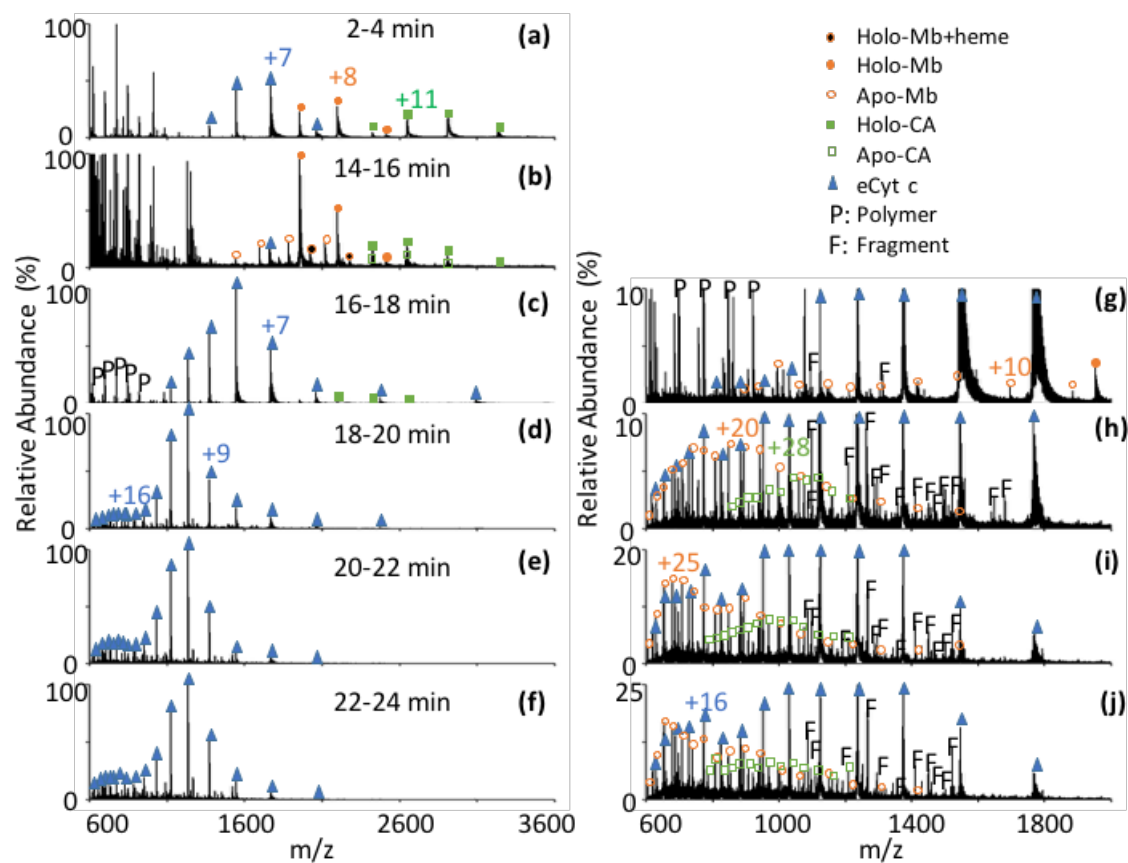 100
0
2-4 min
(a)
+7
+8
+11
Holo-Mb+heme
Holo-Mb
Apo-Mb
Holo-CA
Apo-CA
eCyt c
P: Polymer
F: Fragment
100
0
14-16 min
(b)
100
0
16-18 min
(c)
P P P P P
+7
10
0
(g)
P P P P
F F
+10
100
0
18-20 min
(d)
+16
+9
10
0
(h)
+20
+28
F F F F F F F F F F F F F F
100
0
20-22 min
(e)
20
0
(i)
+25
F F F F F F F F F F F F F
100
0
22-24 min
(f)
25
0
(j)
+16
F F F F F F F F F F F
Relative Abundance (%)
Relative Abundance (%)
600 1600 2600 3600
m/z
600 1000 1400 1800
m/z